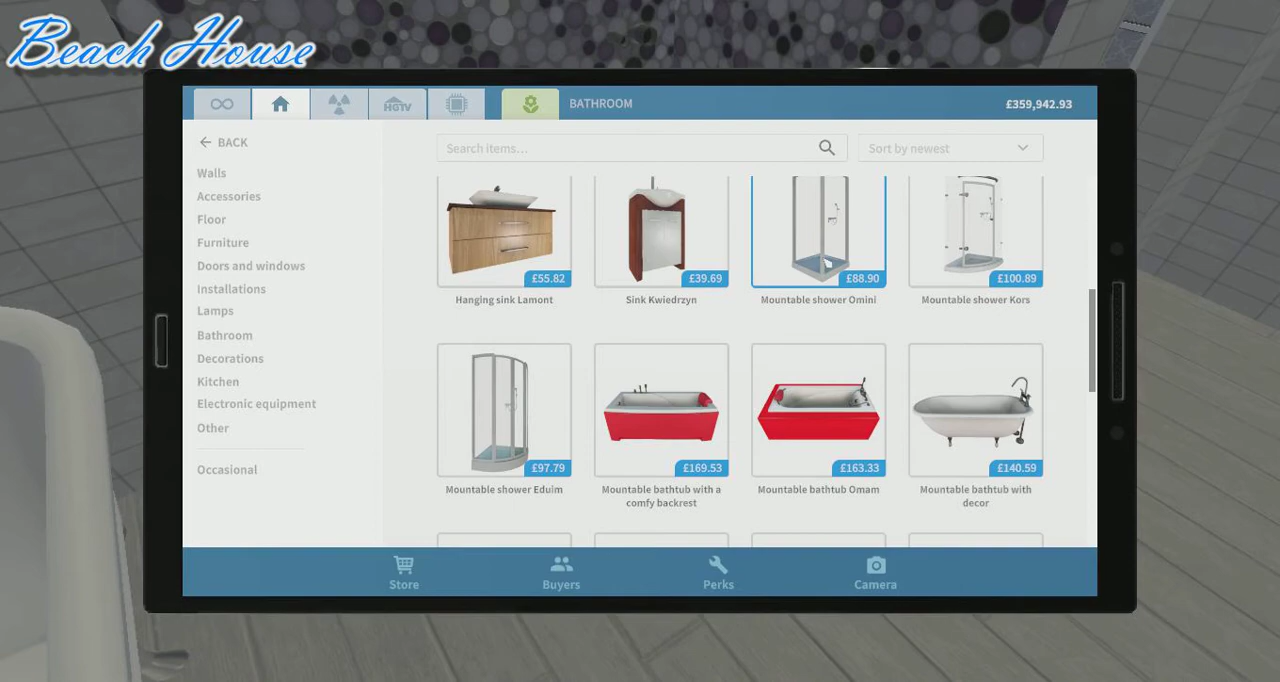 Beach House
HGTV
BATHROOM
£359,942.93
BACK
Search items...
Sort by newest
Walls
Accessories
Floor
Furniture
Doors and windows
Installations
Lamps
Bathroom
Decorations
Kitchen
Electronic equipment
Other
Occasional
£55.82
£39.69
£88.90
£100.89
Hanging sink Lamont
Sink Kwiedrzyn
Mountable shower Omini
Mountable shower Kors
£97.79
£169.53
£163.33
£140.59
Mountable shower Eduim
Mountable bathtub with a
comfy backrest
Mountable bathtub Omam
Mountable bathtub with
decor
Store
Buyers
Perks
Camera